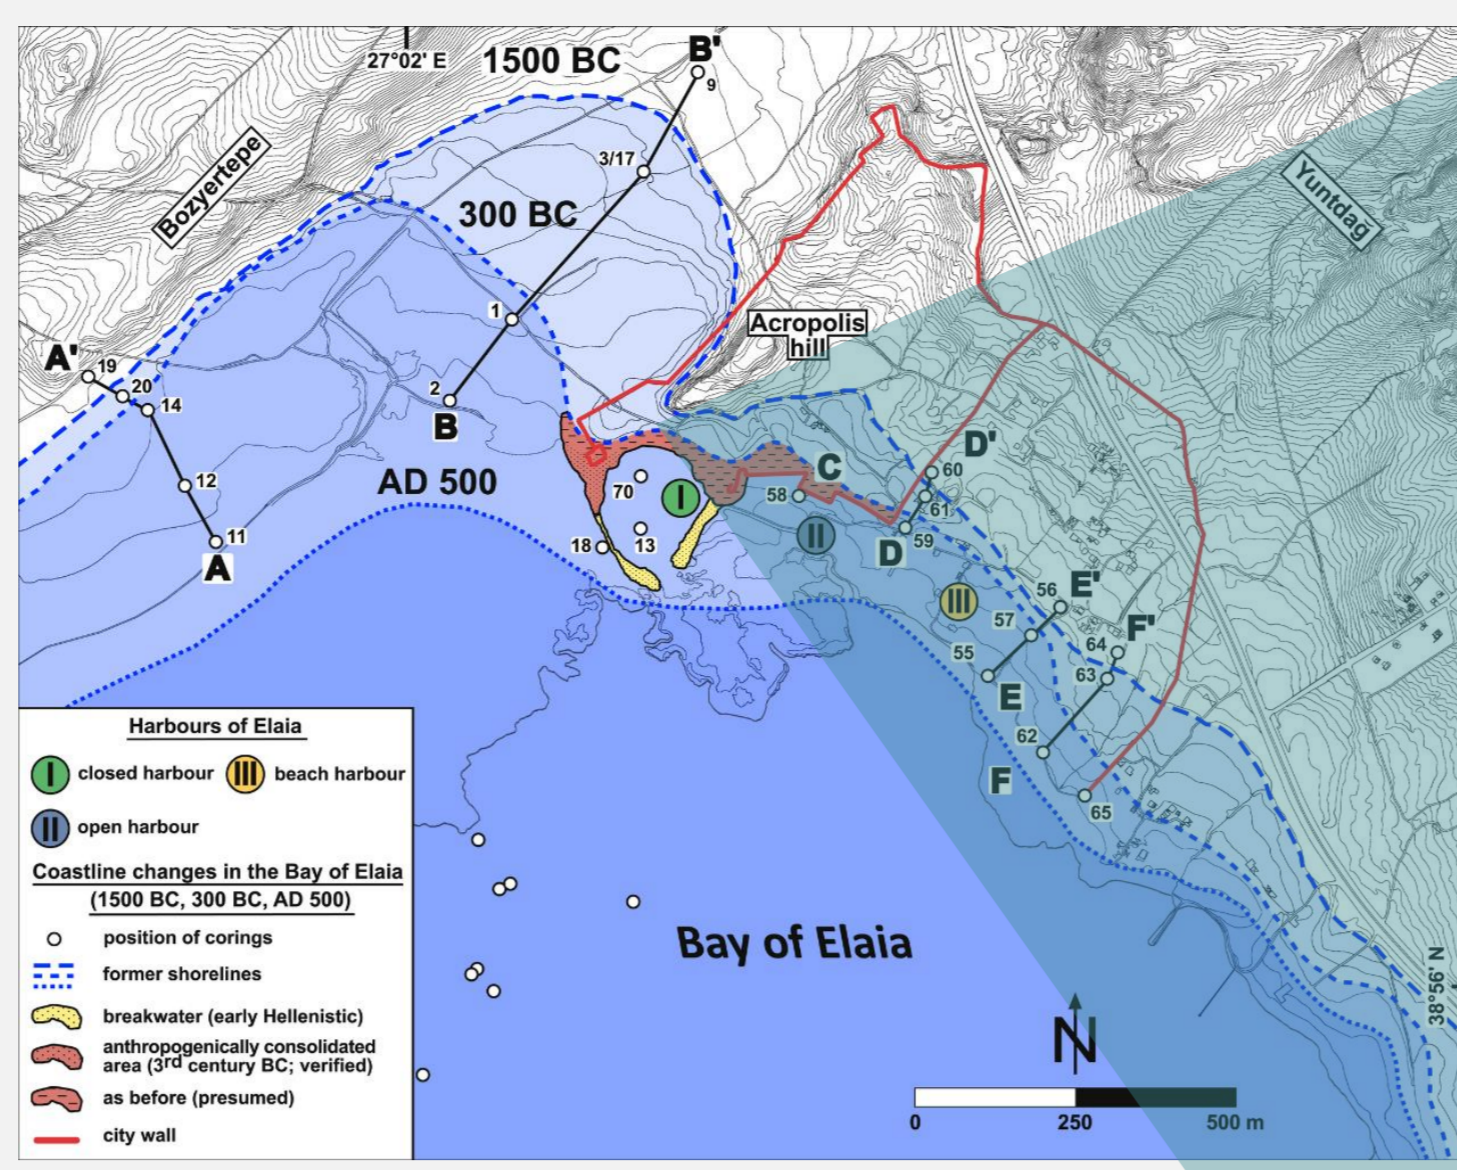 27°02' E
1500 BC
B'
9
Bozyertepe
3/17
300 BC
Yuntdag
1
Acropolis
hill
A'
19
20
14
2
B
D'
60
C
AD 500
12
70
I
58
61
II
D
59
11
A
18
13
56
E'
III
57
F'
64
55
63
E
62
F
65
Harbours of Elaia
I closed harbour
III beach harbour
II open harbour
Coastline changes in the Bay of Elaia
(1500 BC, 300 BC, AD 500)
position of corings
former shorelines
breakwater (early Hellenistic)
anthropogenically consolidated
area (3rd century BC; verified)
as before (presumed)
city wall
Bay of Elaia
38°56' N
N
0 250 500 m